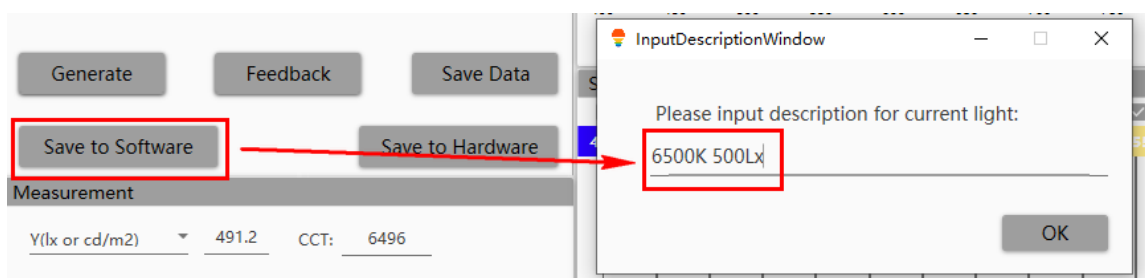 InputDescriptionWindow
Generate
Feedback
Save Data
Please input description for current light:
Save to Software
Save to Hardware
6500K 500Lx
Measurement
Y(lx or cd/m2)
491.2
CCT:
6496
OK